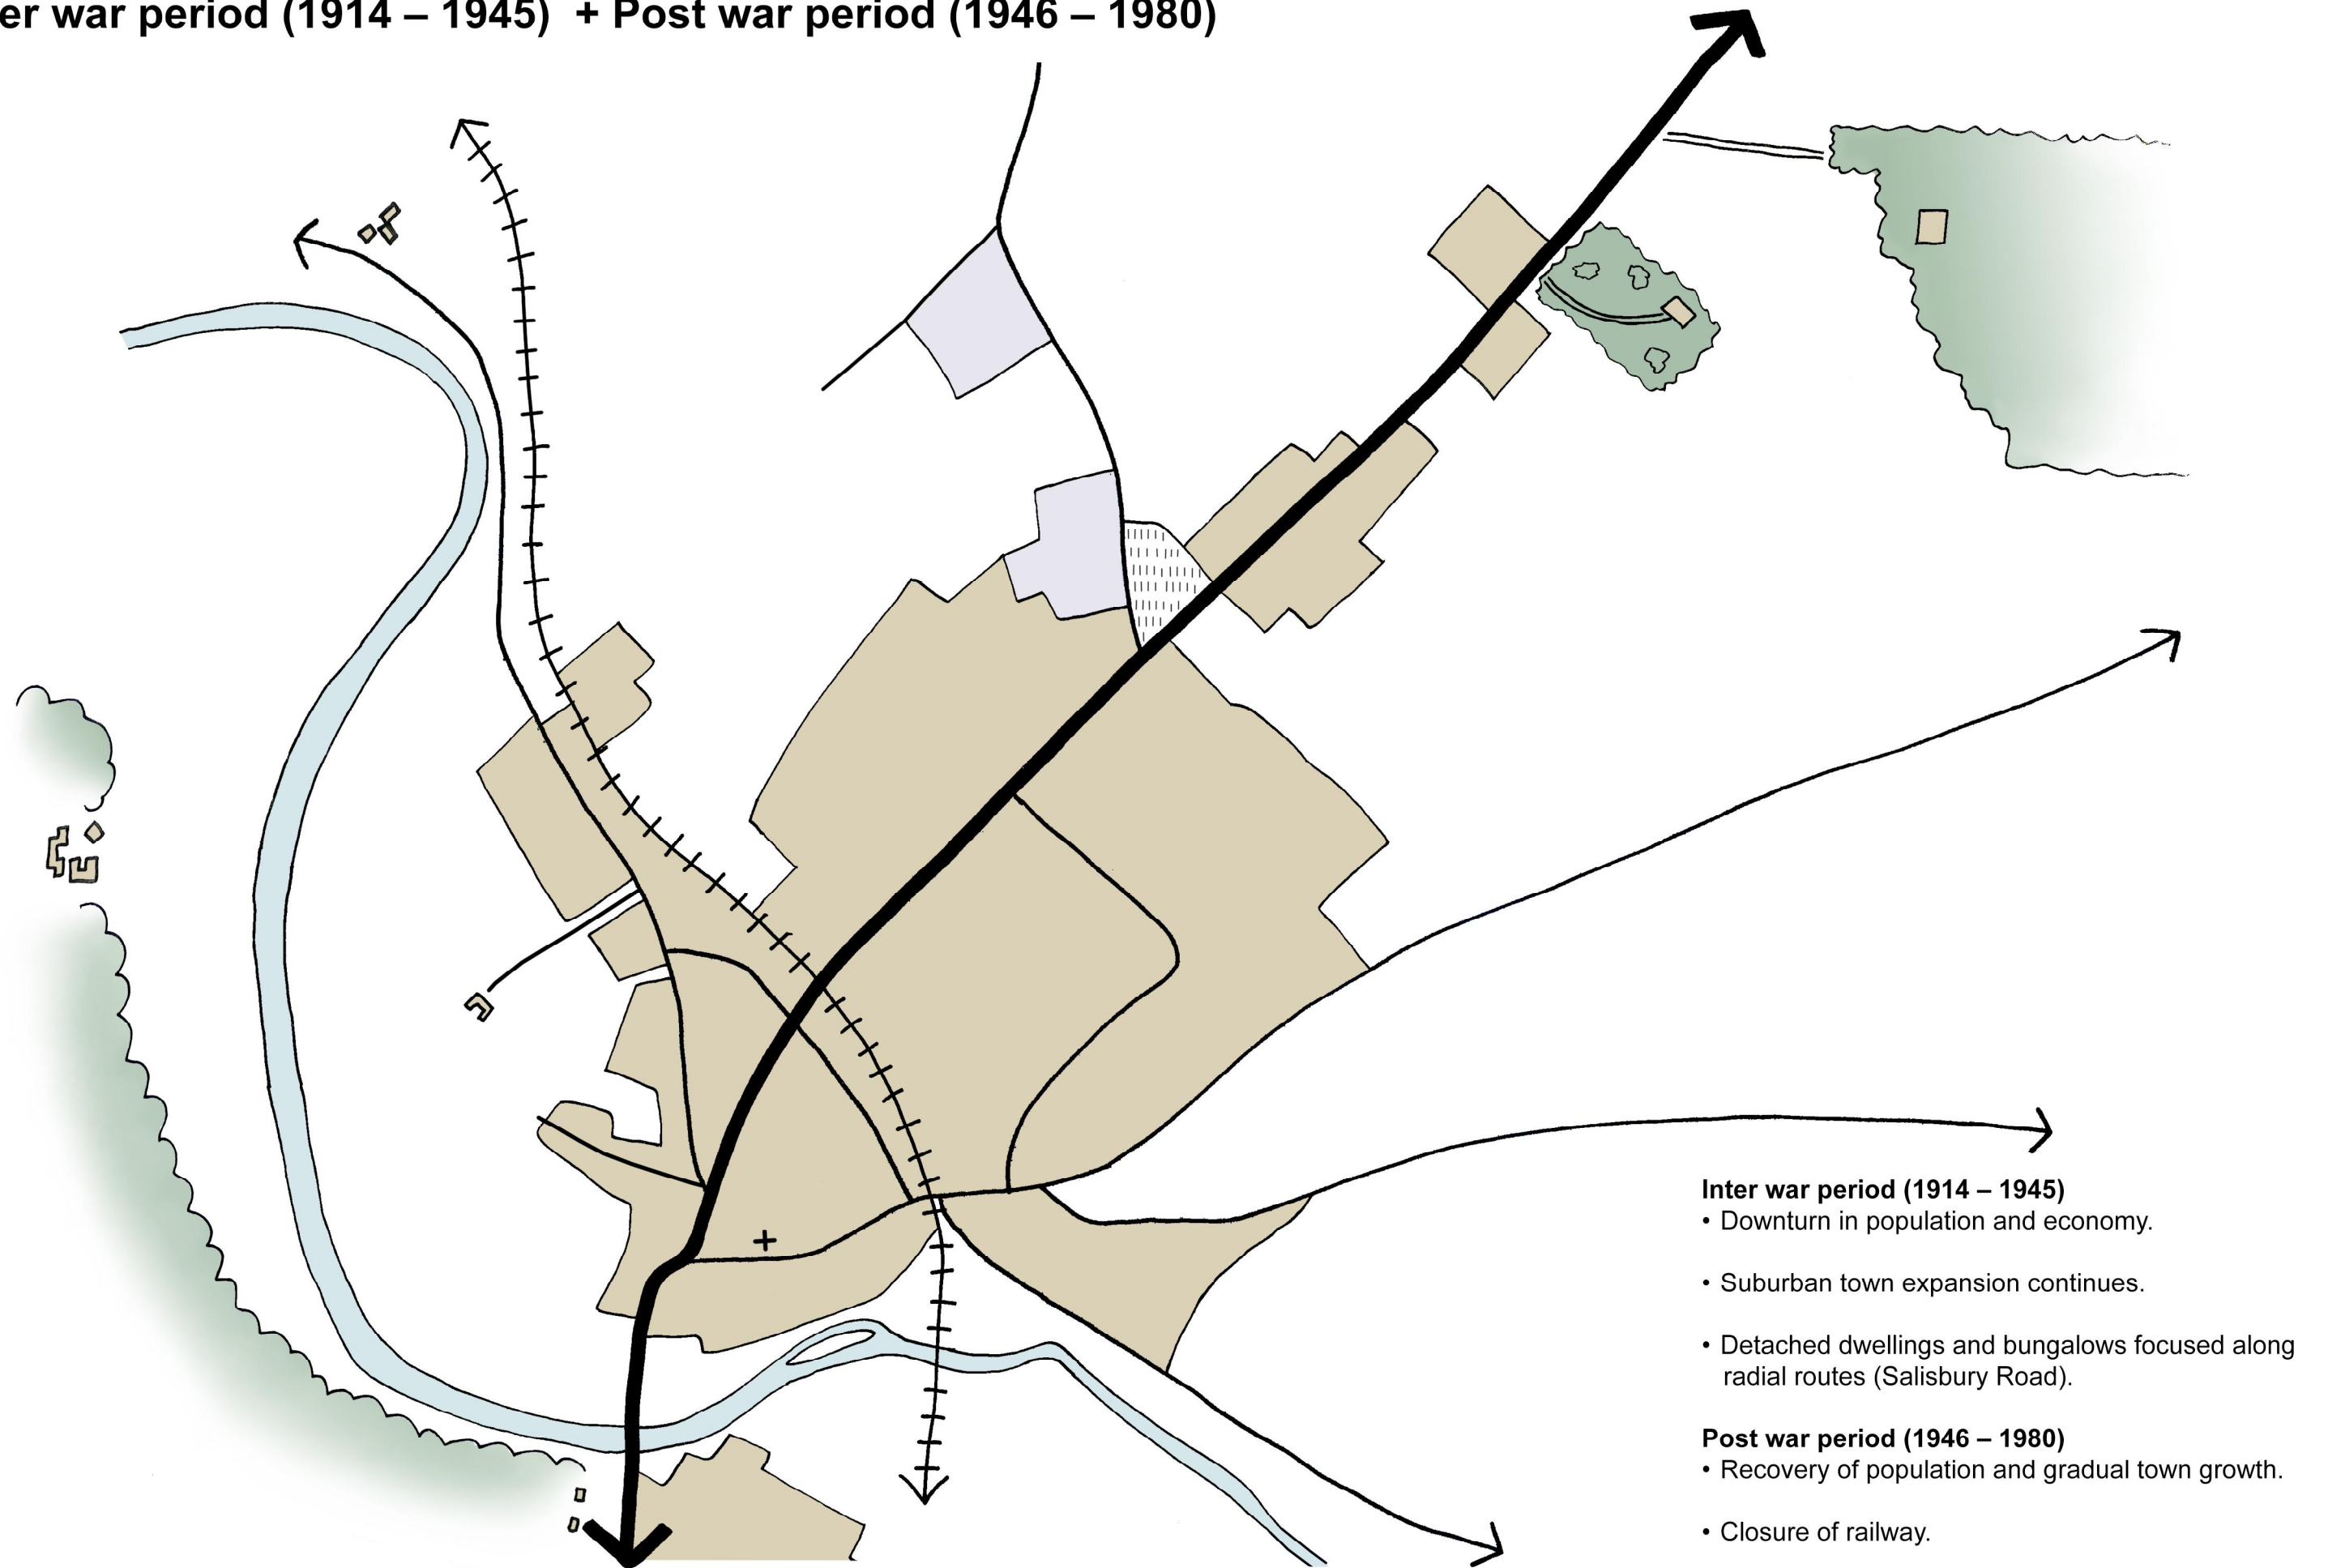 er war period (1914 – 1945) + Post war period (1946 – 1980)
Inter war period (1914 – 1945)
• Downturn in population and economy.
• Suburban town expansion continues.
• Detached dwellings and bungalows focused along
radial routes (Salisbury Road).
Post war period (1946 – 1980)
• Recovery of population and gradual town growth.
• Closure of railway.